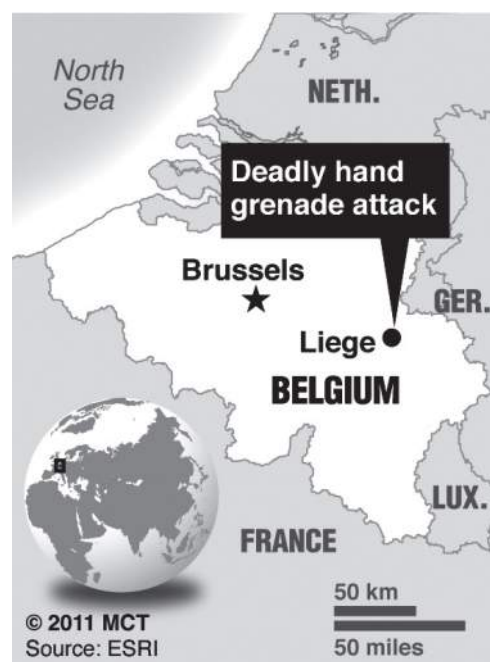 North
Sea
NETH.
Deadly hand
grenade attack
Brussels
GER.
Liege
BELGIUM
LUX.
FRANCE
50 km
50 miles
© 2011 MCT
Source: ESRI